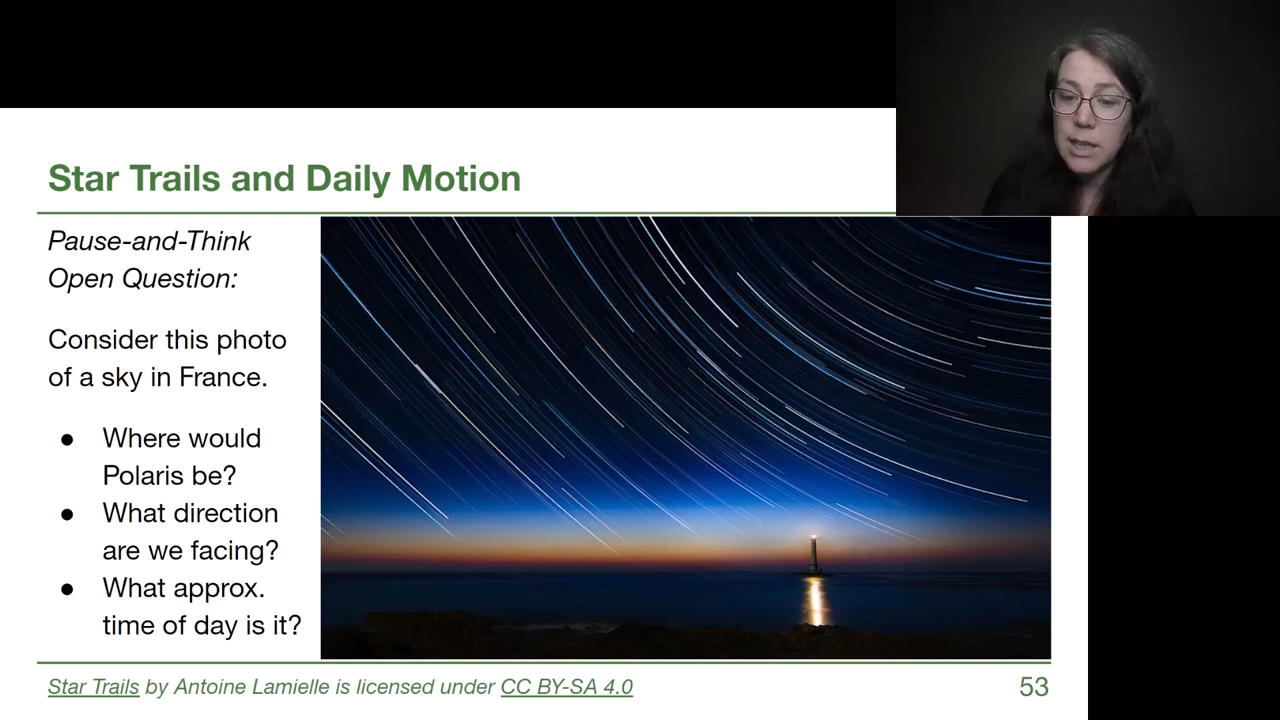 Star Trails and Daily Motion
Pause-and-Think
Open Question:
Consider this photo
of a sky in France.
● Where would
Polaris be?
● What direction
are we facing?
● What approx.
time of day is it?
Star Trails by Antoine Lamielle is licensed under CC BY-SA 4.0
53